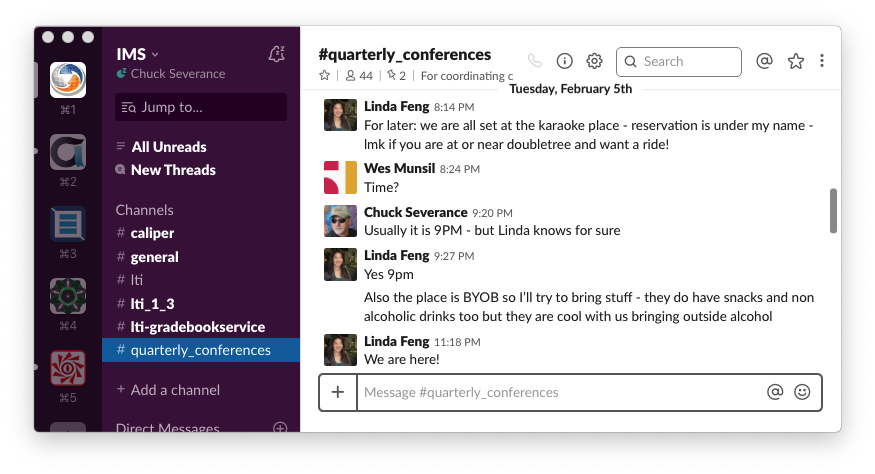 IMS
Chuck Severance
Jump to...
All Unreads
New Threads
Channels
# caliper
# general
# lti
# lti_1_3
# lti-gradebookservice
# quarterly_conferences
+ Add a channel
Direct Messages
⌘1
⌘2
⌘3
⌘4
⌘5
#quarterly_conferences
44 | 2 | For coordinating c
Search
Tuesday, February 5th
Linda Feng 8:14 PM
For later: we are all set at the karaoke place - reservation is under my name -
lmk if you are at or near doubletree and want a ride!
Wes Munsil 8:24 PM
Time?
Chuck Severance 9:20 PM
Usually it is 9PM - but Linda knows for sure
Linda Feng 9:27 PM
Yes 9pm
Also the place is BYOB so I'll try to bring stuff - they do have snacks and non
alcoholic drinks too but they are cool with us bringing outside alcohol
Linda Feng 11:18 PM
We are here!
Message #quarterly_conferences